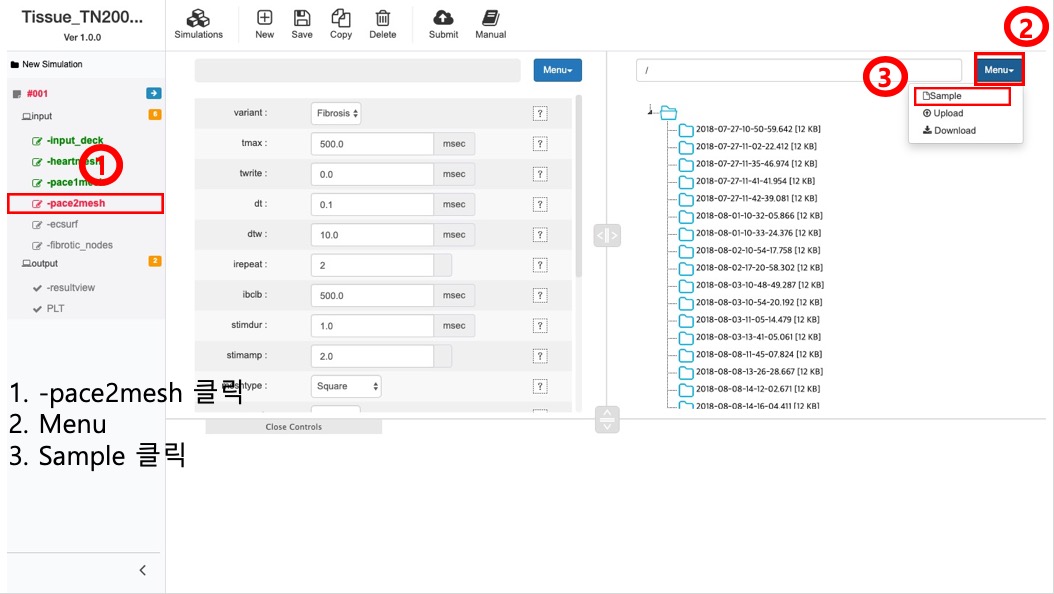 Tissue_TN200...
Ver 1.0.0
Simulations
New
Save
Copy
Delete
Submit
Manual
2
New Simulation
Menu
/
Menu
3
Sample
Upload
Download
#001
input
6
-input_deck
-heartmesh
1
-pace1mesh
-pace2mesh
-ecsurf
-fibrotic_nodes
output
2
-resultview
PLT
variant : Fibrosis ?
tmax : 500.0 msec ?
twrite : 0.0 msec ?
dt : 0.1 msec ?
dtw : 10.0 msec ?
irepeat : 2 ?
ibclb : 500.0 msec ?
stimdur : 1.0 msec ?
stimamp : 2.0 ?
meshtype : Square ?
2018-07-27-10-50-59.642 [12 KB]
2018-07-27-11-02-22.412 [12 KB]
2018-07-27-11-35-46.974 [12 KB]
2018-07-27-11-41-41.954 [12 KB]
2018-07-27-11-42-39.081 [12 KB]
2018-08-01-10-32-05.866 [12 KB]
2018-08-01-10-33-24.376 [12 KB]
2018-08-02-10-54-17.758 [12 KB]
2018-08-02-17-20-58.302 [12 KB]
2018-08-03-10-48-49.287 [12 KB]
2018-08-03-10-54-20.192 [12 KB]
2018-08-03-11-05-14.479 [12 KB]
2018-08-03-13-41-05.061 [12 KB]
2018-08-08-11-45-07.824 [12 KB]
2018-08-08-13-26-28.667 [12 KB]
2018-08-08-14-12-02.671 [12 KB]
2018-08-08-14-16-04.411 [12 KB]
Close Controls
1. -pace2mesh 클릭
2. Menu
3. Sample 클릭